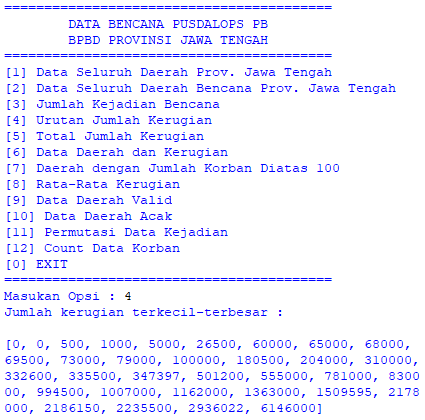 =========================================
DATA BENCANA PUSDALOPS PB
BPBD PROVINSI JAWA TENGAH
=========================================
[1] Data Seluruh Daerah Prov. Jawa Tengah
[2] Data Seluruh Daerah Bencana Prov. Jawa Tengah
[3] Jumlah Kejadian Bencana
[4] Urutan Jumlah Kerugian
[5] Total Jumlah Kerugian
[6] Data Daerah dan Kerugian
[7] Daerah dengan Jumlah Korban Diatas 100
[8] Rata-Rata Kerugian
[9] Data Daerah Valid
[10] Data Daerah Acak
[11] Permutasi Data Kejadian
[12] Count Data Korban
[0] EXIT
=========================================
Masukan Opsi : 4
Jumlah kerugian terkecil-terbesar :
[0, 0, 500, 1000, 5000, 26500, 60000, 65000, 68000,
69500, 73000, 79000, 100000, 180500, 204000, 310000,
332600, 335500, 347397, 501200, 555000, 781000, 8300
00, 994500, 1007000, 1162000, 1363000, 1509595, 2178
000, 2186150, 2235500, 2936022, 6146000]